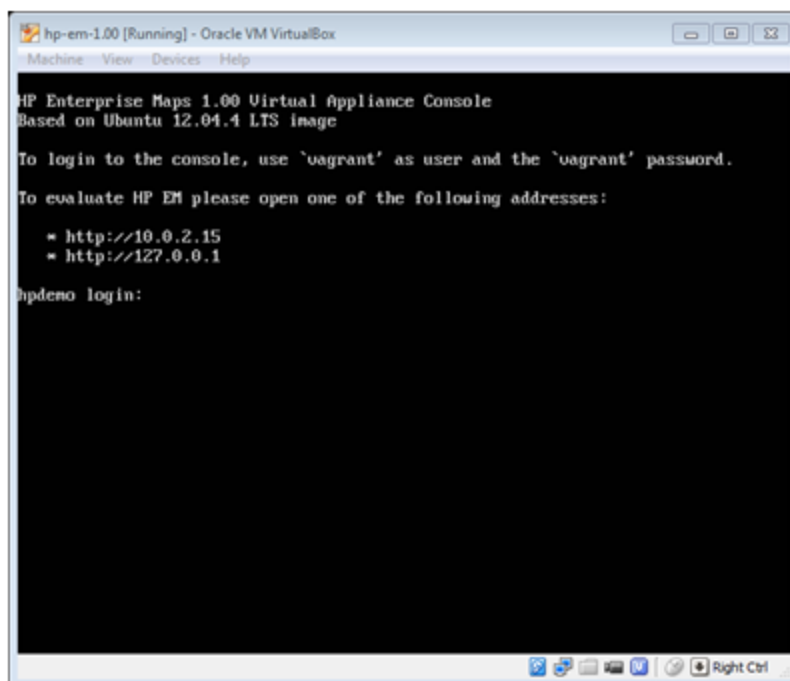 hp-em-1.00 [Running] - Oracle VM VirtualBox
Machine View Devices Help
HP Enterprise Maps 1.00 Virtual Appliance Console
Based on Ubuntu 12.04.4 LTS image
To login to the console, use `vagrant' as user and the `vagrant' password.
To evaluate HP EM please open one of the following addresses:
* http://10.0.2.15
* http://127.0.0.1
hpdemo login:
Right Ctrl